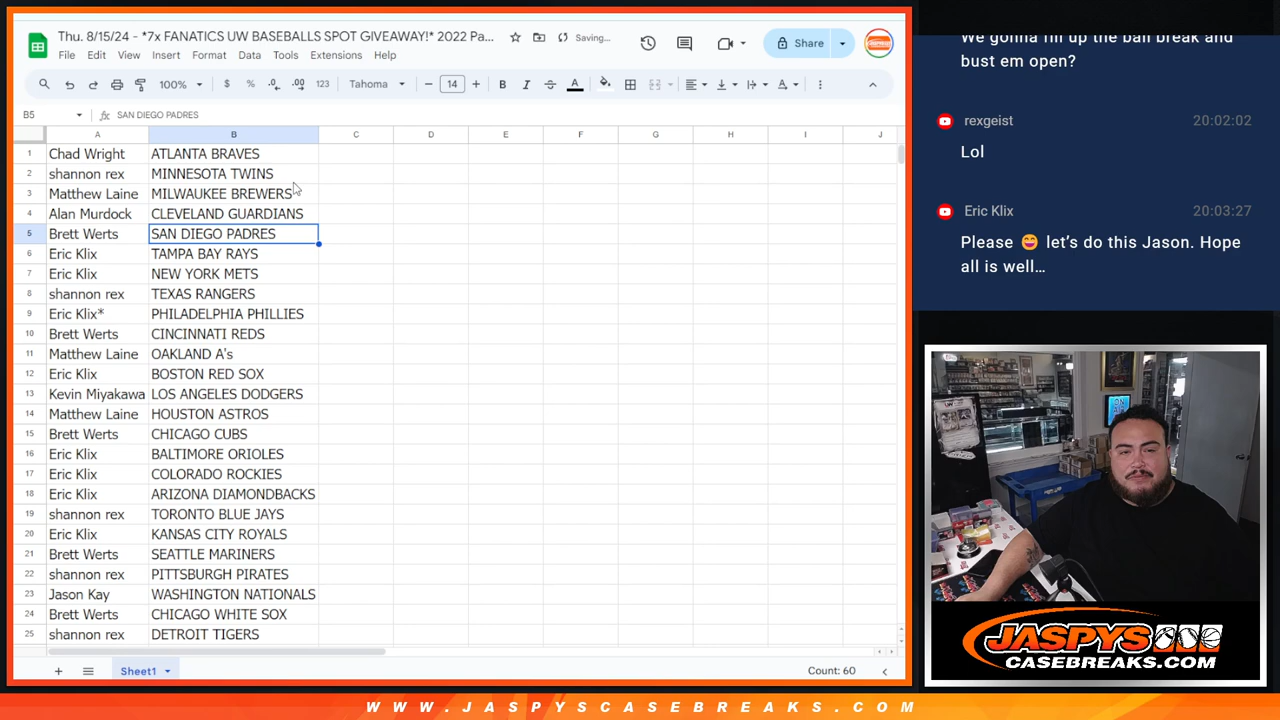 Thu. 8/15/24 - *7x FANATICS UW BASEBALLS SPOT GIVEAWAY!* 2022 Pa...
Saving...
Share
File Edit View Insert Format Data Tools Extensions Help
100% $ % .0 .00 123 Tahoma 14 B I A
B5 fx SAN DIEGO PADRES
A B C D E F G H I J
1 Chad Wright ATLANTA BRAVES
2 shannon rex MINNESOTA TWINS
3 Matthew Laine MILWAUKEE BREWERS
4 Alan Murdock CLEVELAND GUARDIANS
5 Brett Werts SAN DIEGO PADRES
6 Eric Klix TAMPA BAY RAYS
7 Eric Klix NEW YORK METS
8 shannon rex TEXAS RANGERS
9 Eric Klix* PHILADELPHIA PHILLIES
10 Brett Werts CINCINNATI REDS
11 Matthew Laine OAKLAND A's
12 Eric Klix BOSTON RED SOX
13 Kevin Miyakawa LOS ANGELES DODGERS
14 Matthew Laine HOUSTON ASTROS
15 Brett Werts CHICAGO CUBS
16 Eric Klix BALTIMORE ORIOLES
17 Eric Klix COLORADO ROCKIES
18 Eric Klix ARIZONA DIAMONDBACKS
19 shannon rex TORONTO BLUE JAYS
20 Eric Klix KANSAS CITY ROYALS
21 Brett Werts SEATTLE MARINERS
22 shannon rex PITTSBURGH PIRATES
23 Jason Kay WASHINGTON NATIONALS
24 Brett Werts CHICAGO WHITE SOX
25 shannon rex DETROIT TIGERS
Sheet1
Count: 60
We gonna fill up the ball break and
bust em open?
rexgeist 20:02:02
Lol
Eric Klix 20:03:27
Please 😄 let's do this Jason. Hope
all is well...
ON AIR
JASPYS
CASEBREAKS.COM
WWW.JASPYSCASEBREAKS.COM